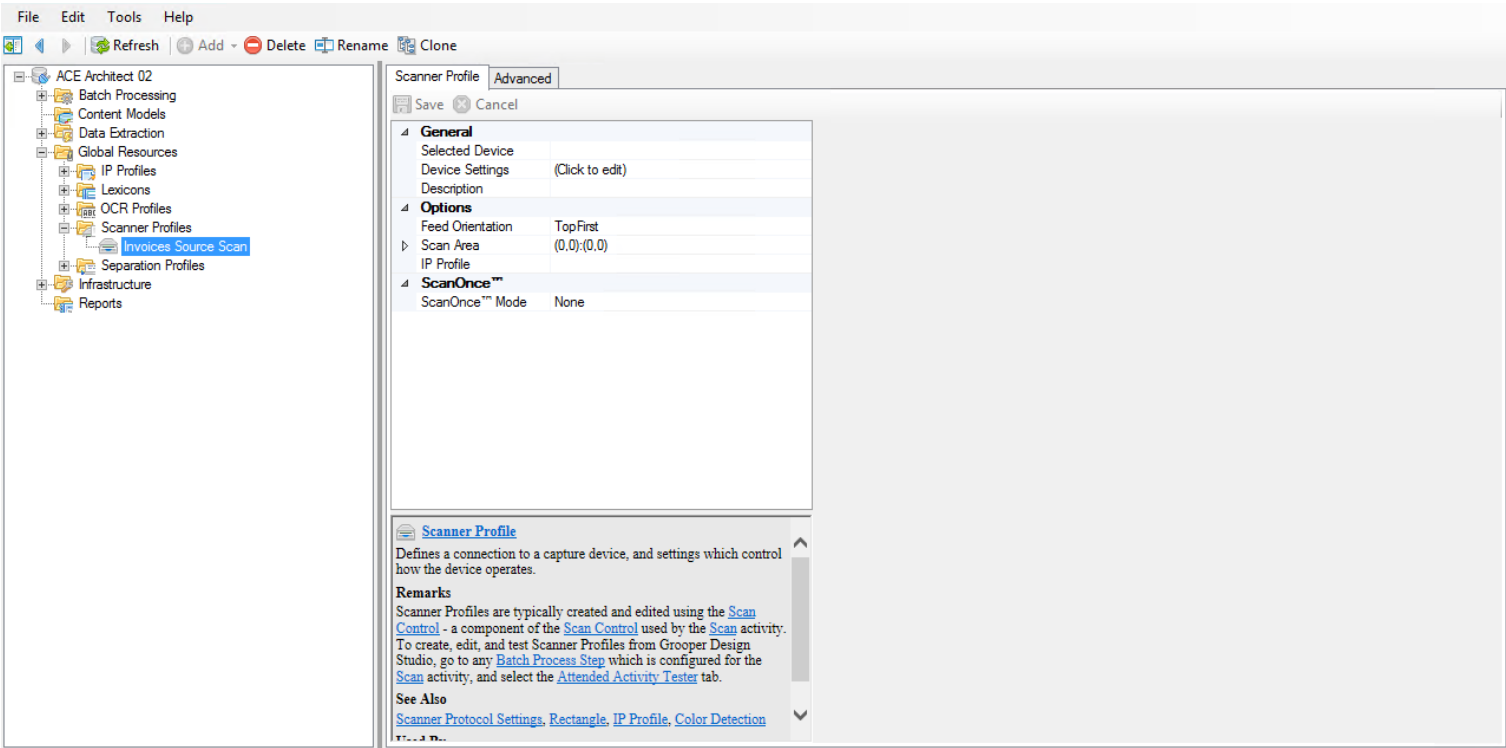 File Edit Tools Help
Refresh Add Delete Rename Clone
ACE Architect 02
Batch Processing
Content Models
Data Extraction
Global Resources
IP Profiles
Lexicons
OCR Profiles
Scanner Profiles
Invoices Source Scan
Separation Profiles
Infrastructure
Reports
Scanner Profile Advanced
Save Cancel
General
Selected Device
Device Settings (Click to edit)
Description
Options
Feed Orientation TopFirst
Scan Area (0,0):(0,0)
IP Profile
ScanOnce™
ScanOnce™ Mode None
Scanner Profile
Defines a connection to a capture device, and settings which control
how the device operates.
Remarks
Scanner Profiles are typically created and edited using the Scan
Control - a component of the Scan Control used by the Scan activity.
To create, edit, and test Scanner Profiles from Grooper Design
Studio, go to any Batch Process Step which is configured for the
Scan activity, and select the Attended Activity Tester tab.
See Also
Scanner Protocol Settings, Rectangle, IP Profile, Color Detection